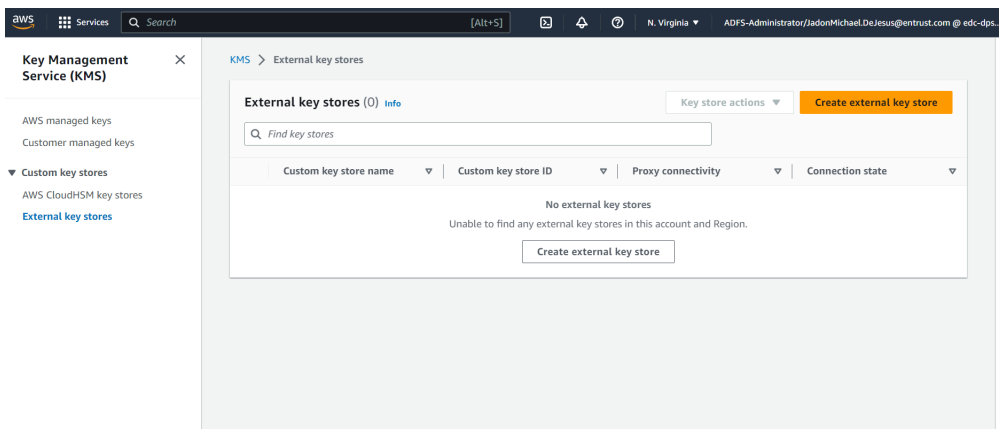 aws Services Search [Alt+S] N. Virginia ADFS-Administrator/JadonMichael.DeJesus@entrust.com @ edc-dps...
Key Management
Service (KMS)
AWS managed keys
Customer managed keys
Custom key stores
AWS CloudHSM key stores
External key stores
KMS > External key stores
External key stores (0) Info
Key store actions
Create external key store
Find key stores
Custom key store name Custom key store ID Proxy connectivity Connection state
No external key stores
Unable to find any external key stores in this account and Region.
Create external key store